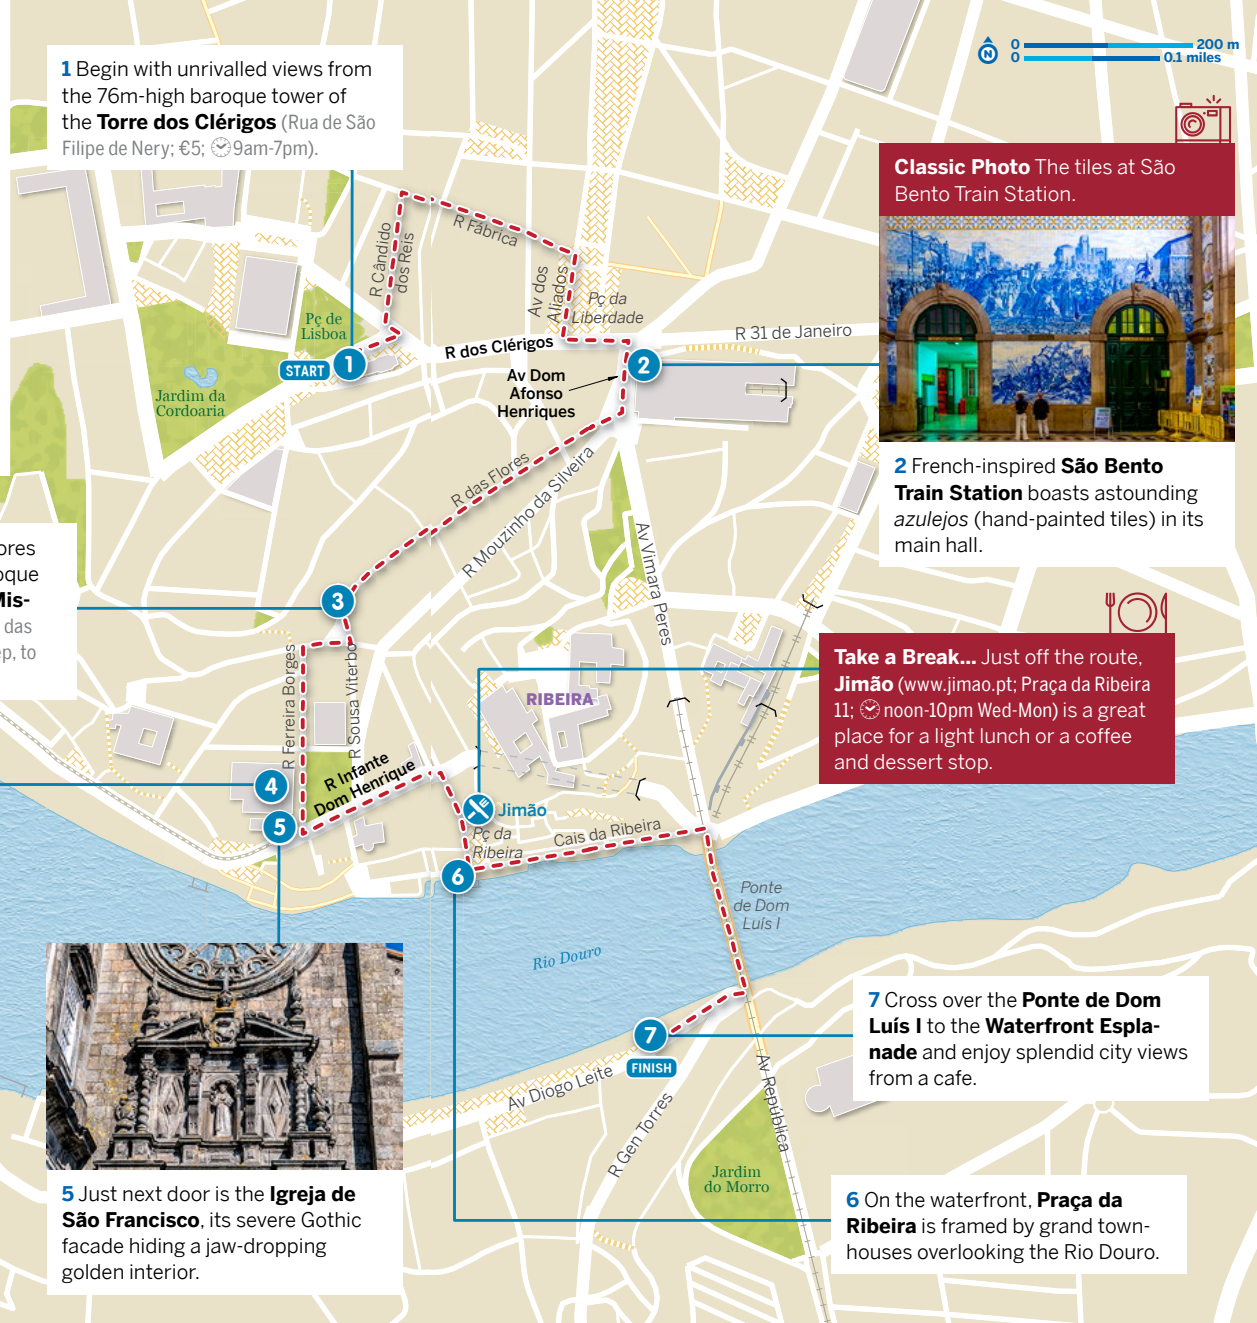 1 Begin with unrivalled views from
the 76m-high baroque tower of
the Torre dos Clérigos (Rua de São
Filipe de Nery; €5; 9am-7pm).
N
0 200 m
0 0.1 miles
Classic Photo The tiles at São
Bento Train Station.
2 French-inspired São Bento
Train Station boasts astounding
azulejos (hand-painted tiles) in its
main hall.
R Cândido
dos Reis
R Fábrica
Av dos
Aliados
Pç da
Liberdade
Pç de
Lisboa
START
1
R dos Clérigos
R 31 de Janeiro
2
Av Dom
Afonso
Henriques
Jardim da
Cordoaria
R das Flores
R Mouzinho da Silveira
Av Vimara Peres
ores
oque
Mis-
das
ep, to
3
R Ferreira Borges
R Sousa Viterbo
RIBEIRA
Take a Break... Just off the route,
Jimão (www.jimao.pt; Praça da Ribeira
11; noon-10pm Wed-Mon) is a great
place for a light lunch or a coffee
and dessert stop.
4
5
R Infante
Dom Henrique
Jimão
Pç da
Ribeira
Cais da Ribeira
6
Ponte
de Dom
Luís I
Rio Douro
7
FINISH
7 Cross over the Ponte de Dom
Luís I to the Waterfront Espla-
nade and enjoy splendid city views
from a cafe.
Av Diogo Leite
R Gen Torres
Av República
Jardim
do Morro
5 Just next door is the Igreja de
São Francisco, its severe Gothic
facade hiding a jaw-dropping
golden interior.
6 On the waterfront, Praça da
Ribeira is framed by grand town-
houses overlooking the Rio Douro.